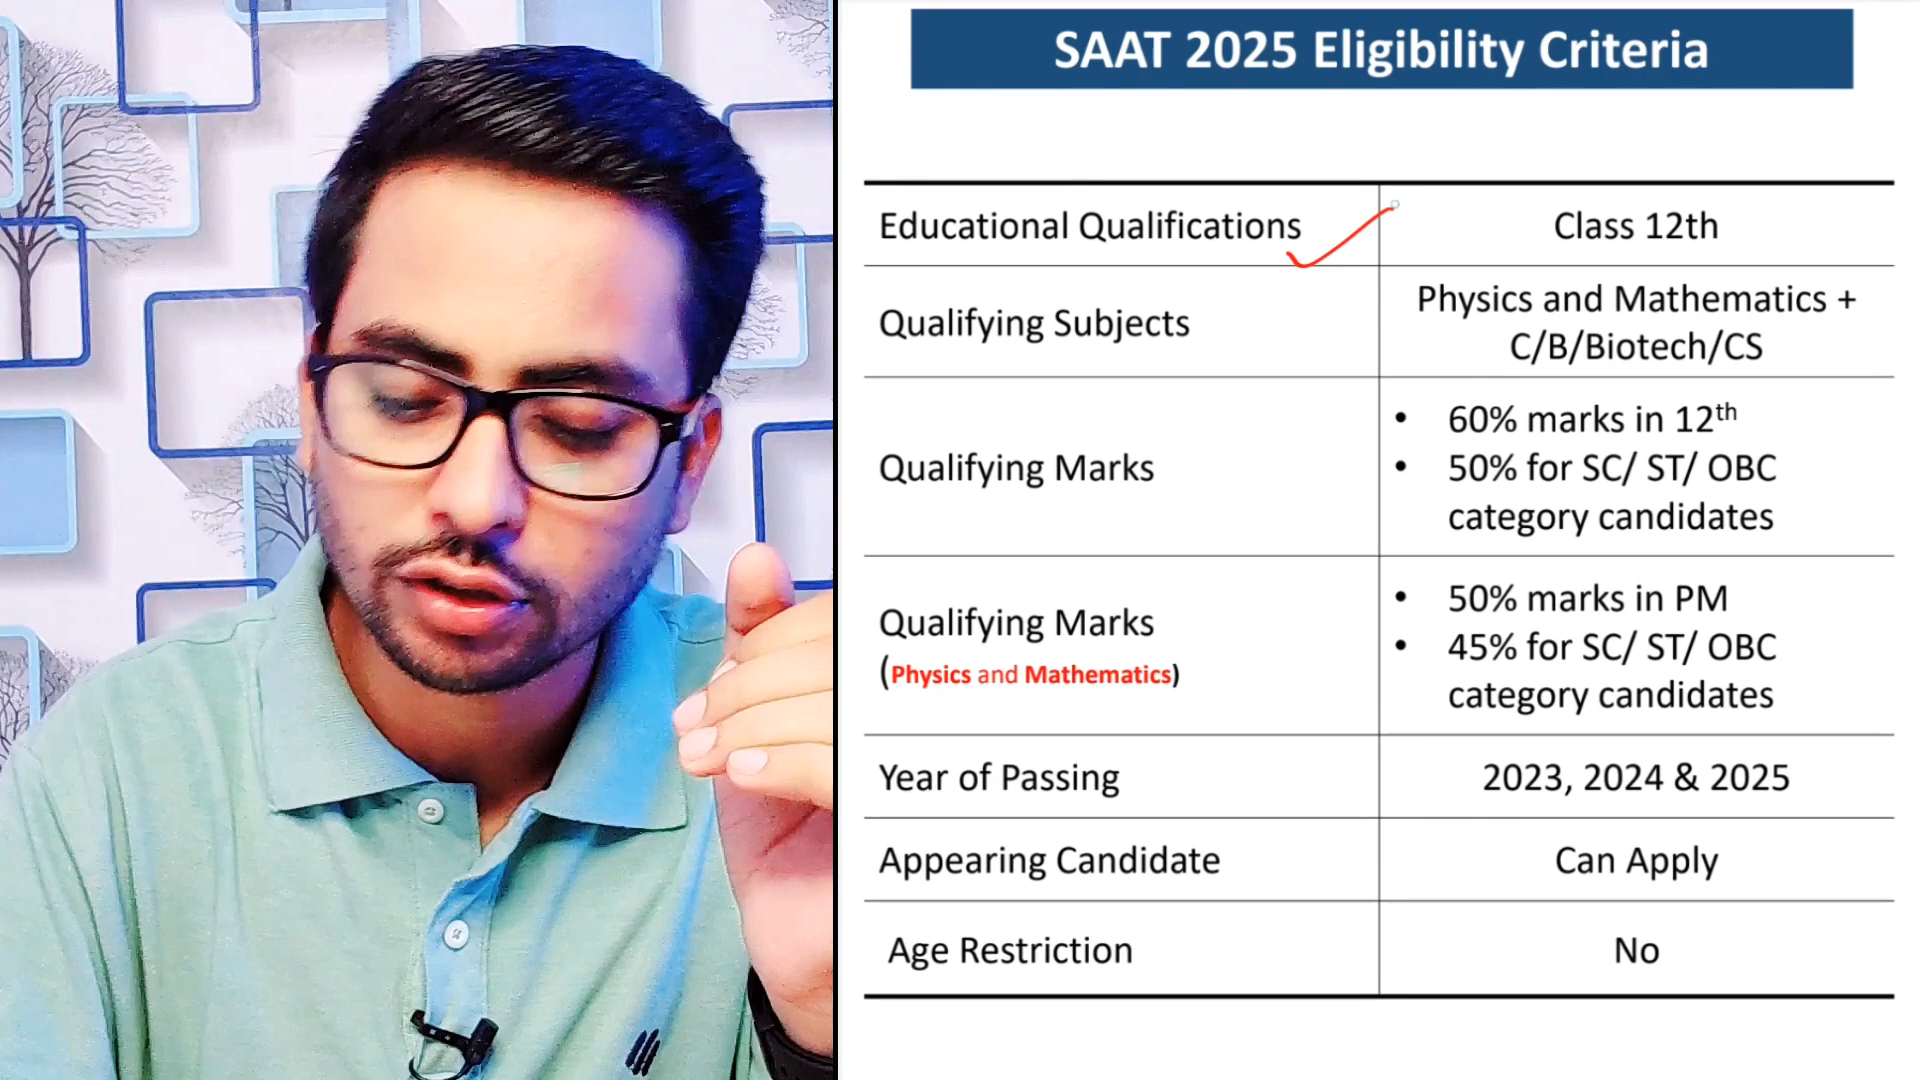 SAAT 2025 Eligibility Criteria
Educational Qualifications
Class 12th
Qualifying Subjects
Physics and Mathematics +
C/B/Biotech/CS
Qualifying Marks
• 60% marks in 12th
• 50% for SC/ ST/ OBC
category candidates
Qualifying Marks
(Physics and Mathematics)
• 50% marks in PM
• 45% for SC/ ST/ OBC
category candidates
Year of Passing
2023, 2024 & 2025
Appearing Candidate
Can Apply
Age Restriction
No